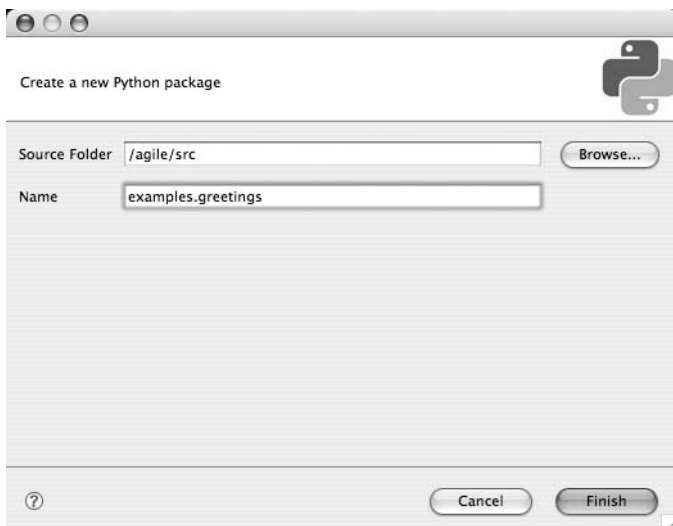 Create a new Python package
Source Folder /agile/src Browse...
Name examples.greetings
?
Cancel Finish